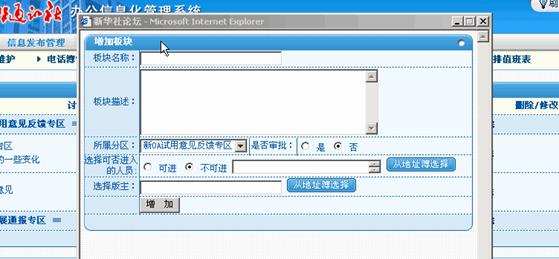 通讯社 办公信息化管理系统
新华社论坛 - Microsoft Internet Explorer
信息发布管理
增加板块
维护 ▸ 电话簿 排值班表
板块名称：
板块描述：
讨 删除/修改
用意见反馈专区 =
专区
的一些变化
所属分区： 新OA试用意见反馈专区 是否审批： 是 否
选择可否进入的人员： 可进 不可进 从地址簿选择
意见
选择版主： 从地址簿选择
增 加
展通报专区 =